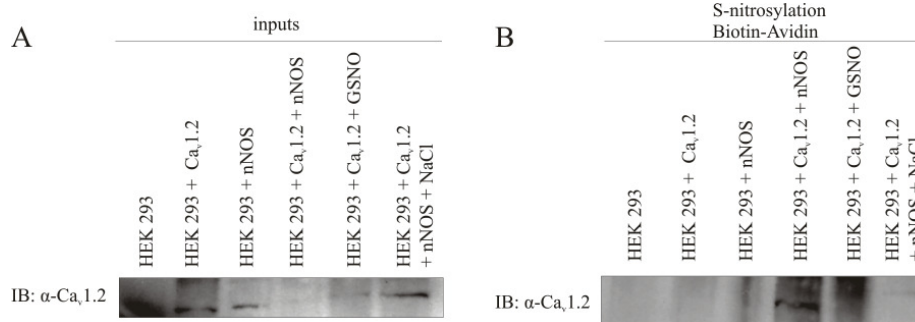 A
inputs
HEK 293
HEK 293 + Caᵥ1.2
HEK 293 + nNOS
HEK 293 + Caᵥ1.2 + nNOS
HEK 293 + Caᵥ1.2 + GSNO
HEK 293 + Caᵥ1.2
+ nNOS + NaCl
IB: α-Caᵥ1.2
B
S-nitrosylation
Biotin-Avidin
HEK 293
HEK 293 + Caᵥ1.2
HEK 293 + nNOS
HEK 293 + Caᵥ1.2 + nNOS
HEK 293 + Caᵥ1.2 + GSNO
HEK 293 + Caᵥ1.2
+ nNOS + NaCl
IB: α-Caᵥ1.2